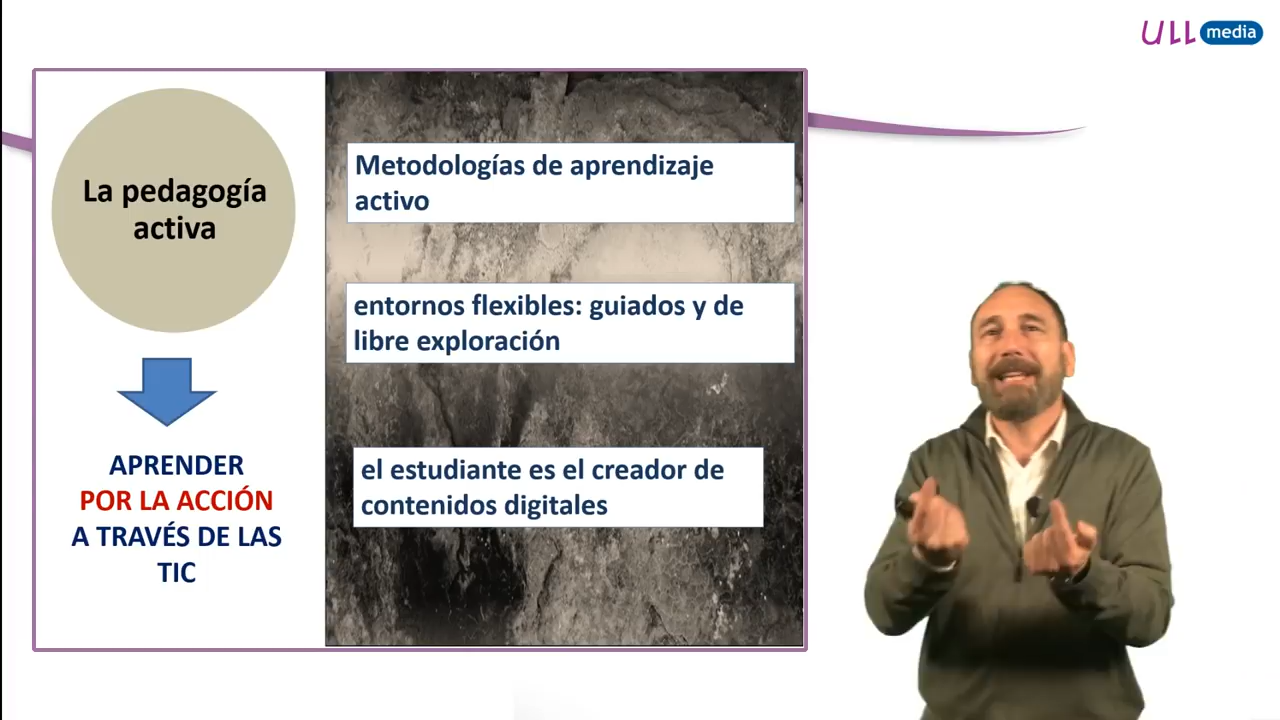 ULL media
La pedagogía
activa
APRENDER
POR LA ACCIÓN
A TRAVÉS DE LAS
TIC
Metodologías de aprendizaje
activo
entornos flexibles: guiados y de
libre exploración
el estudiante es el creador de
contenidos digitales